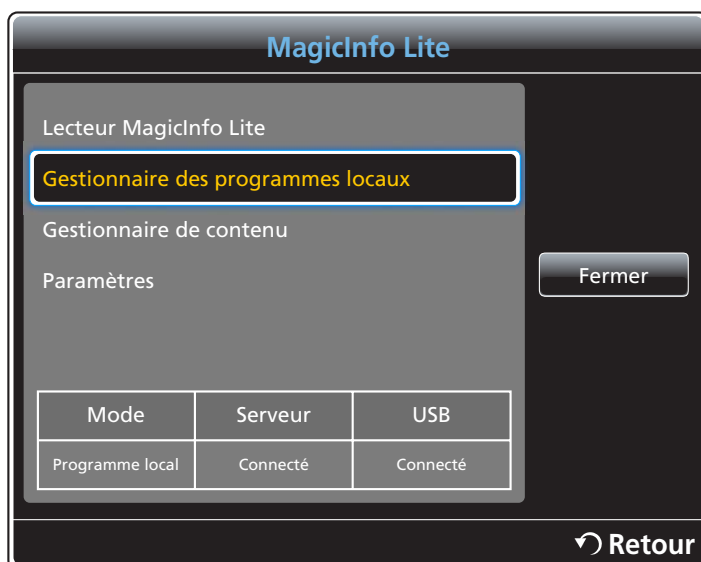 MagicInfo Lite
Lecteur MagicInfo Lite
Gestionnaire des programmes locaux
Gestionnaire de contenu
Paramètres
Fermer
Mode Serveur USB
Programme local Connecté Connecté
Retour